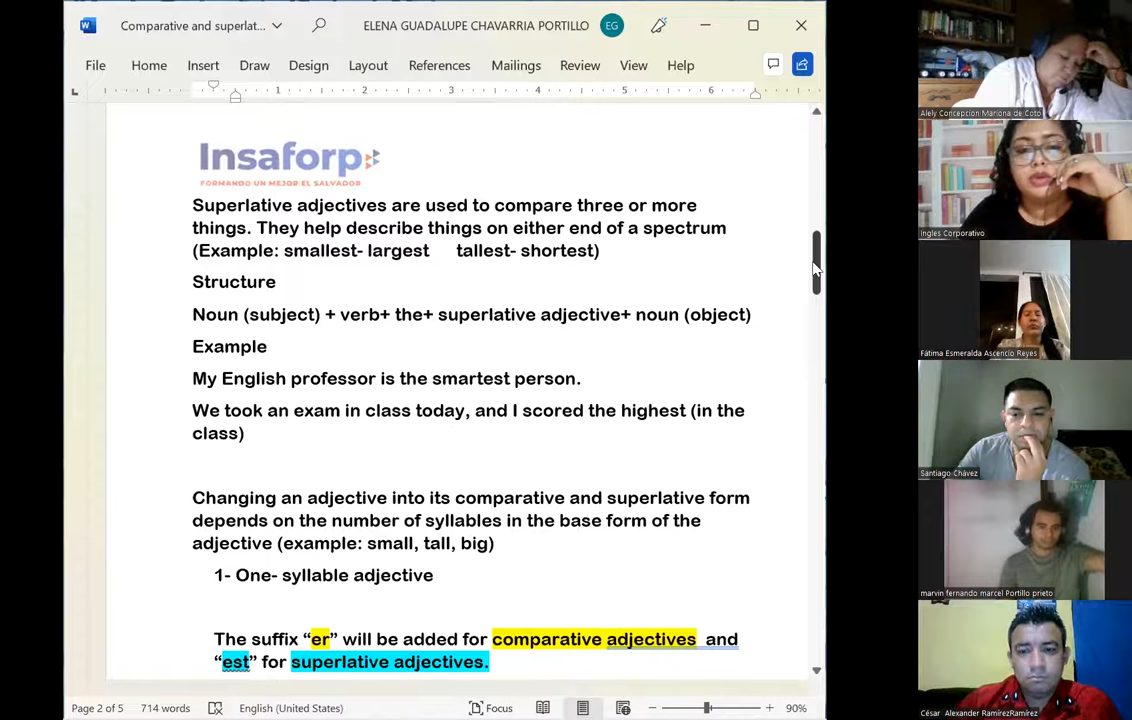 Comparative and superlat...
ELENA GUADALUPE CHAVARRIA PORTILLO
EG
File Home Insert Draw Design Layout References Mailings Review View Help
1 2 3 4 5 6
Insaforp
FORMANDO UN MEJOR EL SALVADOR
Superlative adjectives are used to compare three or more
things. They help describe things on either end of a spectrum
(Example: smallest- largest tallest- shortest)
Structure
Noun (subject) + verb+ the+ superlative adjective+ noun (object)
Example
My English professor is the smartest person.
We took an exam in class today, and I scored the highest (in the
class)
Changing an adjective into its comparative and superlative form
depends on the number of syllables in the base form of the
adjective (example: small, tall, big)
1- One- syllable adjective
The suffix “er” will be added for comparative adjectives and
“est” for superlative adjectives.
Page 2 of 5 714 words English (United States) Focus 90%
Alely Concepcion Mariona de Coto
Ingles Corporativo
Fátima Esmeralda Ascencio Reyes
Santiago Chávez
marvin fernando marcel Portillo prieto
César Alexander RamírezRamírez